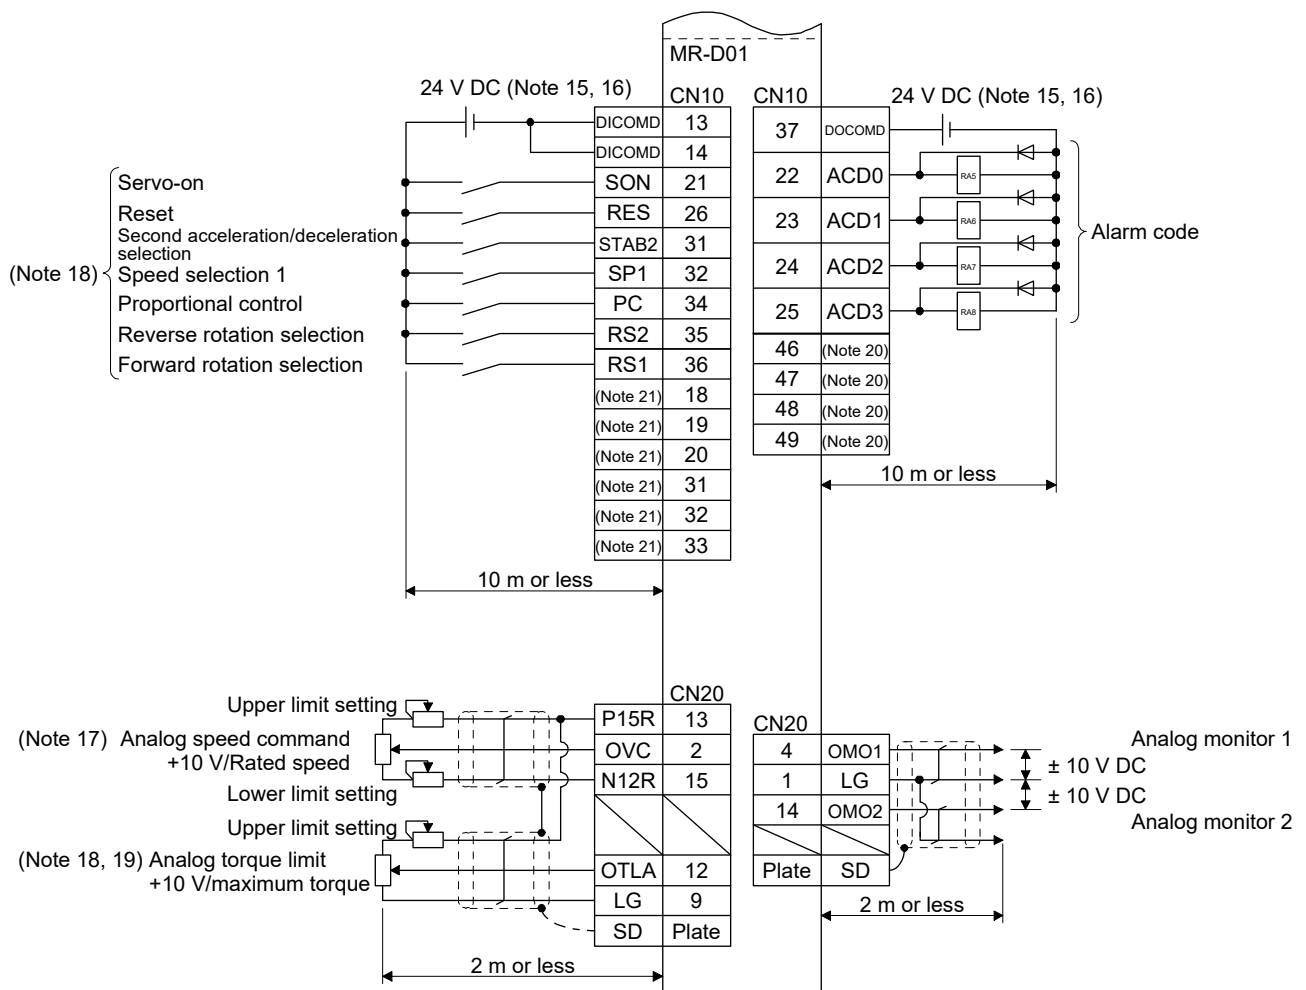 MR-D01
24 V DC (Note 15, 16)
CN10
DICOMD 13
DICOMD 14
Servo-on SON 21
Reset RES 26
Second acceleration/deceleration
selection STAB2 31
(Note 18) Speed selection 1 SP1 32
Proportional control PC 34
Reverse rotation selection RS2 35
Forward rotation selection RS1 36
(Note 21) 18
(Note 21) 19
(Note 21) 20
(Note 21) 31
(Note 21) 32
(Note 21) 33
10 m or less
CN10
24 V DC (Note 15, 16)
37 DOCOMD
22 ACD0 RA5
23 ACD1 RA6
Alarm code
24 ACD2 RA7
25 ACD3 RA8
46 (Note 20)
47 (Note 20)
48 (Note 20)
49 (Note 20)
10 m or less
CN20
Upper limit setting P15R 13
(Note 17) Analog speed command
+10 V/Rated speed
OVC 2
N12R 15
Lower limit setting
Upper limit setting
(Note 18, 19) Analog torque limit
+10 V/maximum torque
OTLA 12
LG 9
SD Plate
2 m or less
CN20
4 OMO1 Analog monitor 1
± 10 V DC
1 LG
± 10 V DC
14 OMO2 Analog monitor 2
Plate SD
2 m or less